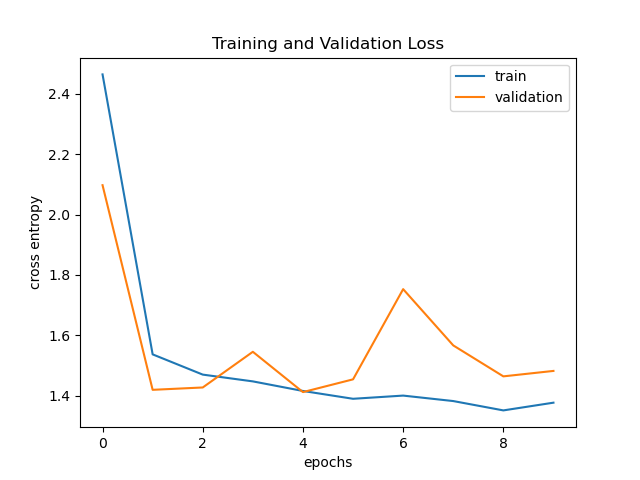 Training and Validation Loss
train
validation
2.4
2.2
2.0
1.8
1.6
1.4
cross entropy
0 2 4 6 8
epochs